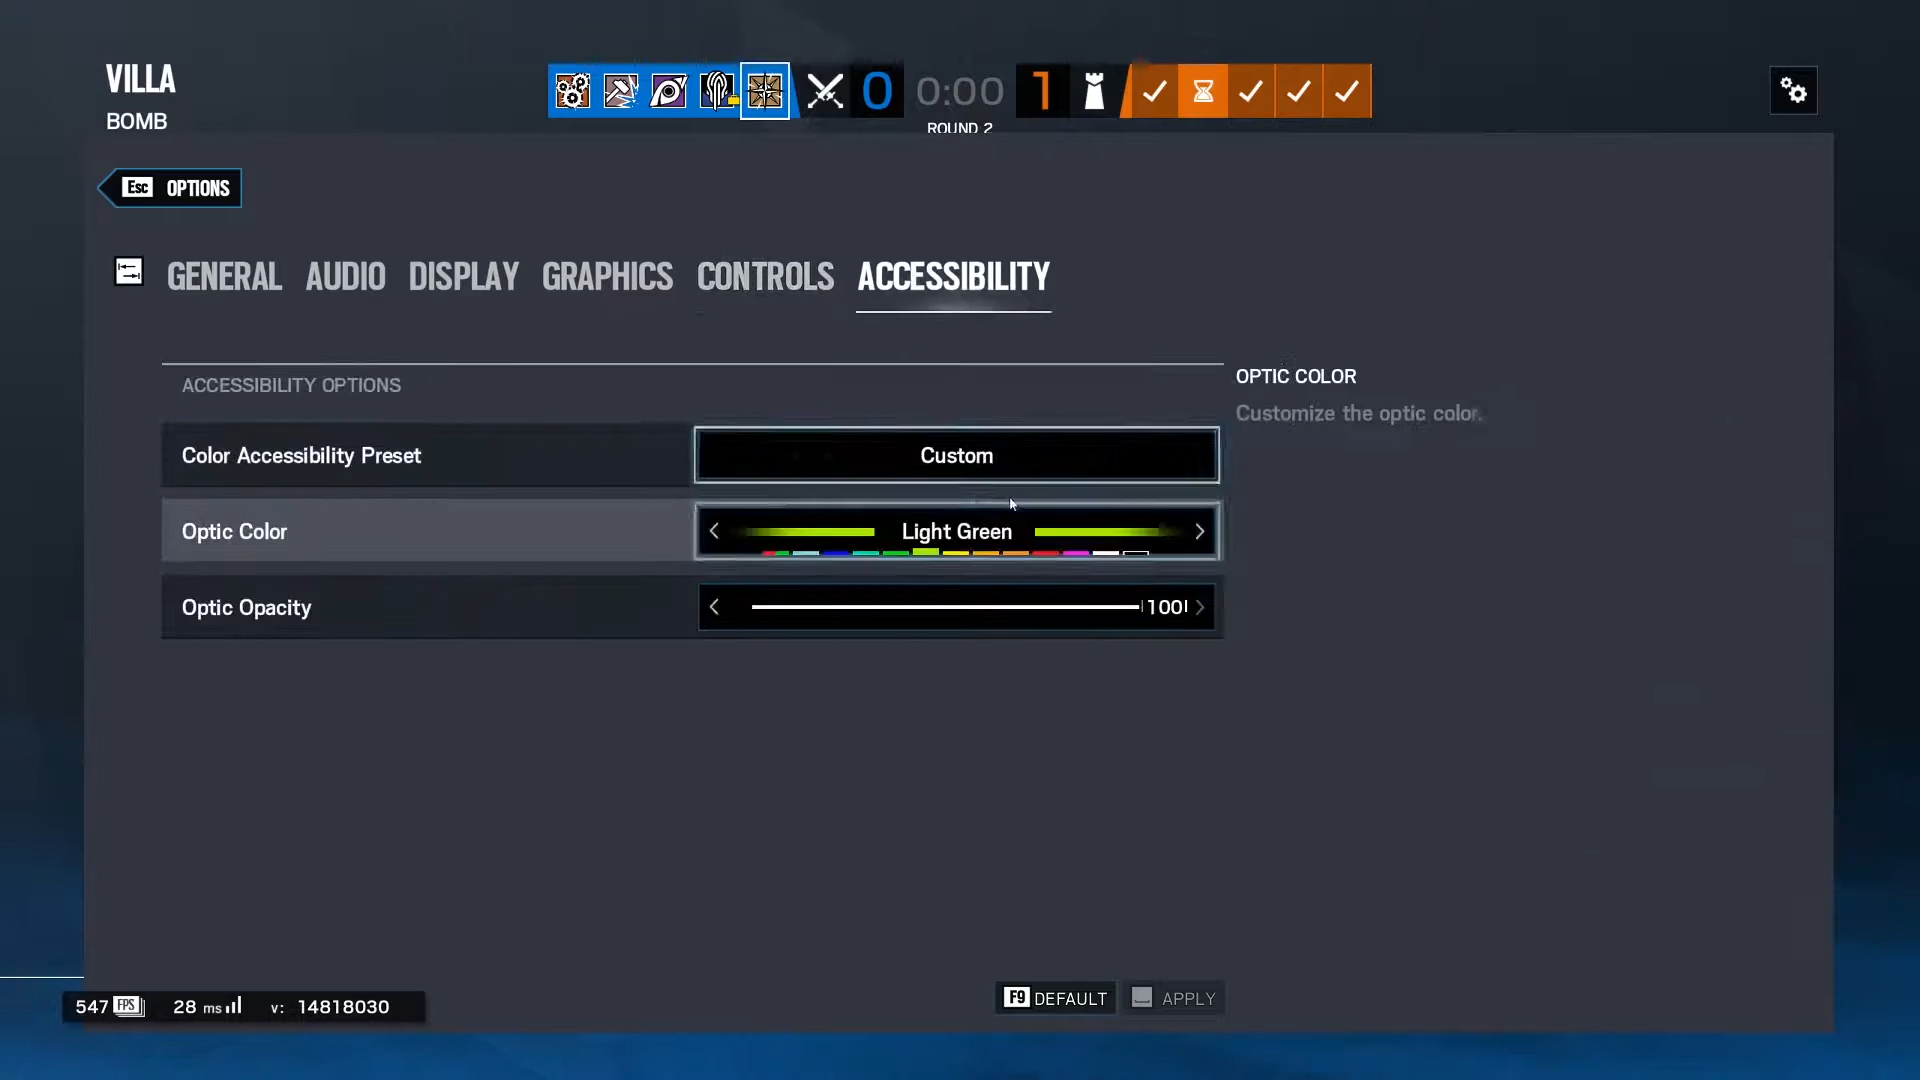 VILLA
BOMB
0 0:00 1
ROUND 2
Esc OPTIONS
GENERAL AUDIO DISPLAY GRAPHICS CONTROLS ACCESSIBILITY
ACCESSIBILITY OPTIONS
Color Accessibility Preset Custom
Optic Color Light Green
Optic Opacity 100
OPTIC COLOR
Customize the optic color.
F9 DEFAULT APPLY
547 FPS 28 ms v: 14818030